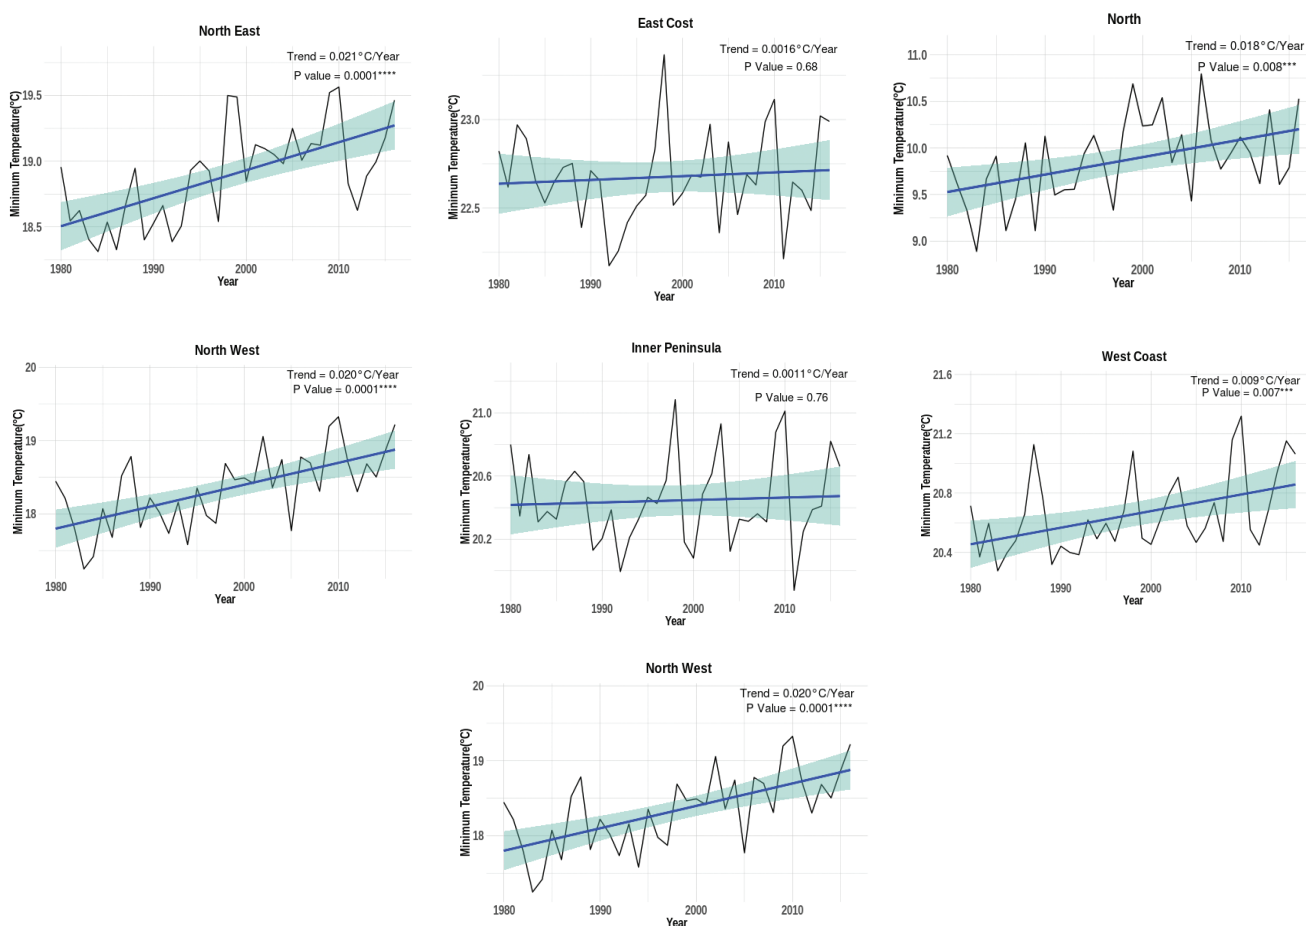 North East
Trend = 0.021°C/Year
P value = 0.0001****
Minimum Temperature(°C)
19.5
19.0
18.5
1980 1990 2000 2010
Year
East Cost
Trend = 0.0016°C/Year
P Value = 0.68
Minimum Temperature(°C)
23.0
22.5
1980 1990 2000 2010
Year
North
Trend = 0.018°C/Year
P Value = 0.008***
Minimum Temperature(°C)
11.0
10.5
10.0
9.5
9.0
1980 1990 2000 2010
Year
North West
Trend = 0.020°C/Year
P Value = 0.0001****
Minimum Temperature(°C)
20
19
18
1980 1990 2000 2010
Year
Inner Peninsula
Trend = 0.0011°C/Year
P Value = 0.76
Minimum Temperature(°C)
21.0
20.6
20.2
1980 1990 2000 2010
Year
West Coast
Trend = 0.009°C/Year
P Value = 0.007***
Minimum Temperature(°C)
21.6
21.2
20.8
20.4
1980 1990 2000 2010
Year
North West
Trend = 0.020°C/Year
P Value = 0.0001****
Minimum Temperature(°C)
20
19
18
1980 1990 2000 2010
Year